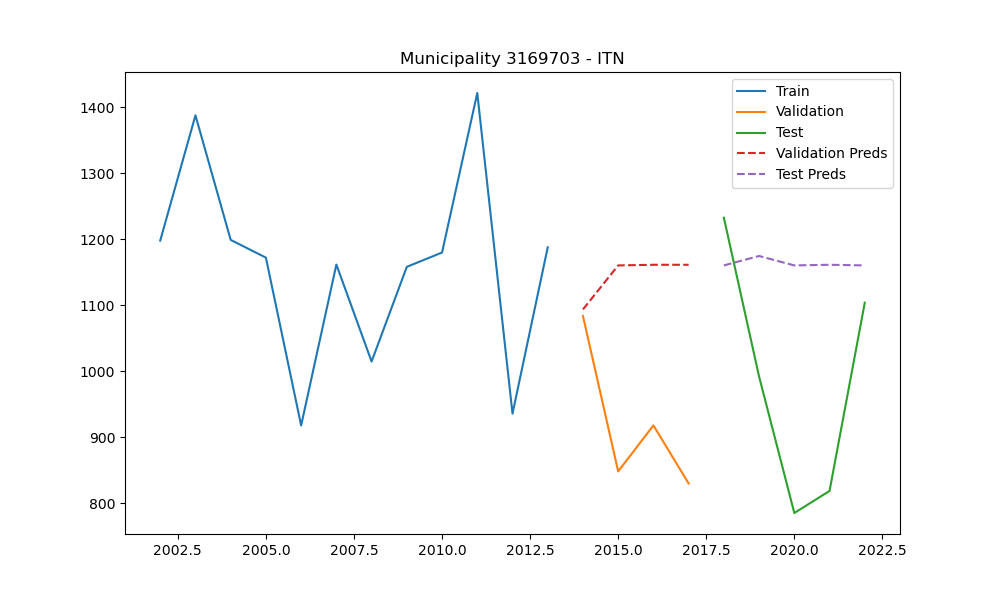 Municipality 3169703 - ITN
Train
Validation
Test
Validation Preds
Test Preds
1400
1300
1200
1100
1000
900
800
2002.5 2005.0 2007.5 2010.0 2012.5 2015.0 2017.5 2020.0 2022.5